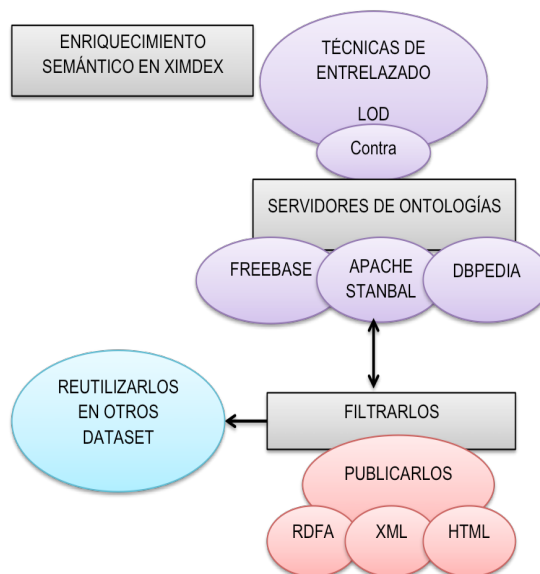 ENRIQUECIMIENTO
SEMÁNTICO EN XIMDEX
TÉCNICAS DE
ENTRELAZADO
LOD
Contra
SERVIDORES DE ONTOLOGÍAS
FREEBASE
APACHE
STANBAL
DBPEDIA
REUTILIZARLOS
EN OTROS
DATASET
FILTRARLOS
PUBLICARLOS
RDFA
XML
HTML